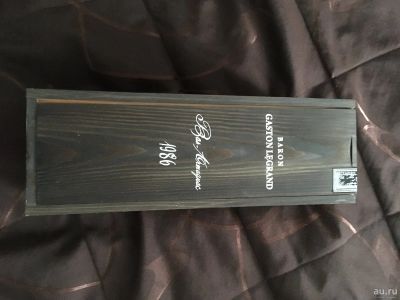 BARON
GASTON LEGRAND
Bas Armagnac
1986
au.ru